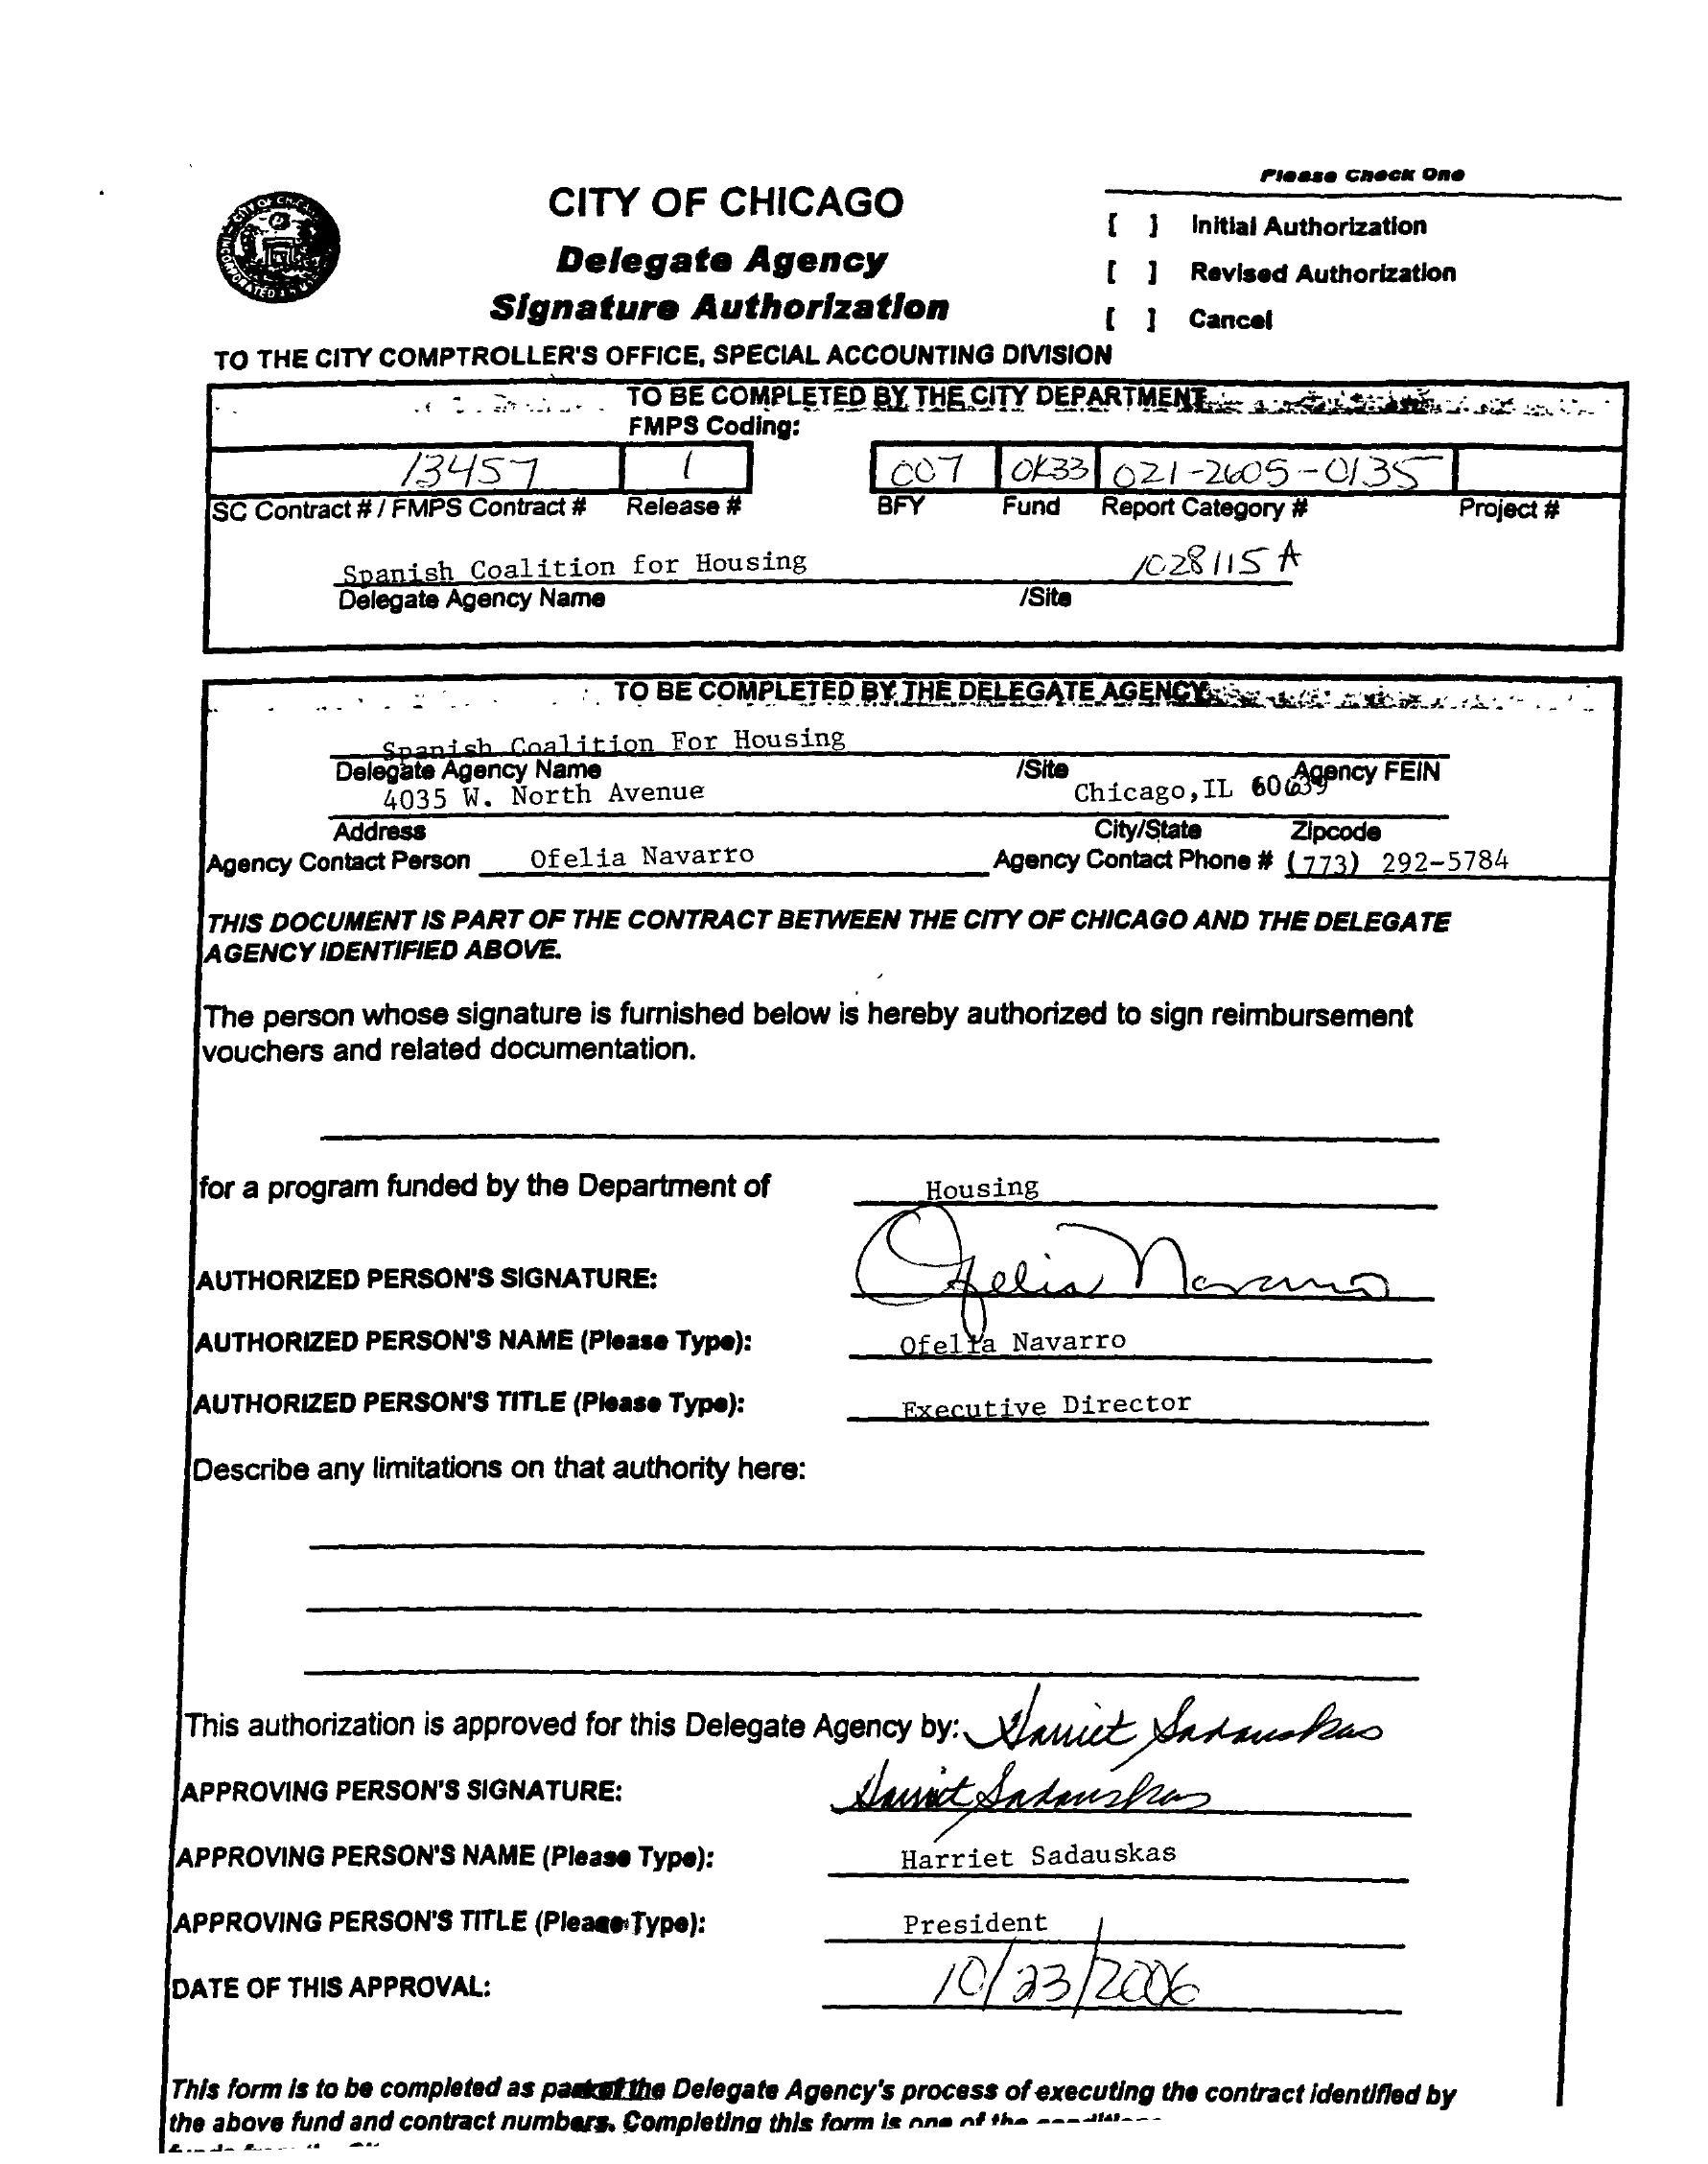 Please Check One
CITY OF CHICAGO
Delegate Agency
Signature Authorization
[ ] Initial Authorization
[ ] Revised Authorization
[ ] Cancel
TO THE CITY COMPTROLLER'S OFFICE, SPECIAL ACCOUNTING DIVISION
TO BE COMPLETED BY THE CITY DEPARTMENT
FMPS Coding:
13457 1 007 0K33 021-2605-0135
SC Contract # / FMPS Contract # Release # BFY Fund Report Category # Project #
Spanish Coalition for Housing 1028115A
Delegate Agency Name /Site
TO BE COMPLETED BY THE DELEGATE AGENCY
Spanish Coalition For Housing
Delegate Agency Name /Site Agency FEIN
4035 W. North Avenue Chicago,IL 60639
Address City/State Zipcode
Agency Contact Person Ofelia Navarro Agency Contact Phone # (773) 292-5784
THIS DOCUMENT IS PART OF THE CONTRACT BETWEEN THE CITY OF CHICAGO AND THE DELEGATE
AGENCY IDENTIFIED ABOVE.
The person whose signature is furnished below is hereby authorized to sign reimbursement
vouchers and related documentation.
for a program funded by the Department of Housing
AUTHORIZED PERSON'S SIGNATURE: Ofelia Navarro
AUTHORIZED PERSON'S NAME (Please Type): Ofelia Navarro
AUTHORIZED PERSON'S TITLE (Please Type): Executive Director
Describe any limitations on that authority here:
This authorization is approved for this Delegate Agency by: Harriet Sadauskas
APPROVING PERSON'S SIGNATURE: Harriet Sadauskas
APPROVING PERSON'S NAME (Please Type): Harriet Sadauskas
APPROVING PERSON'S TITLE (Please Type): President
DATE OF THIS APPROVAL: 10/23/2006
This form is to be completed as part of the Delegate Agency's process of executing the contract identified by
the above fund and contract numbers. Completing this form is one of the